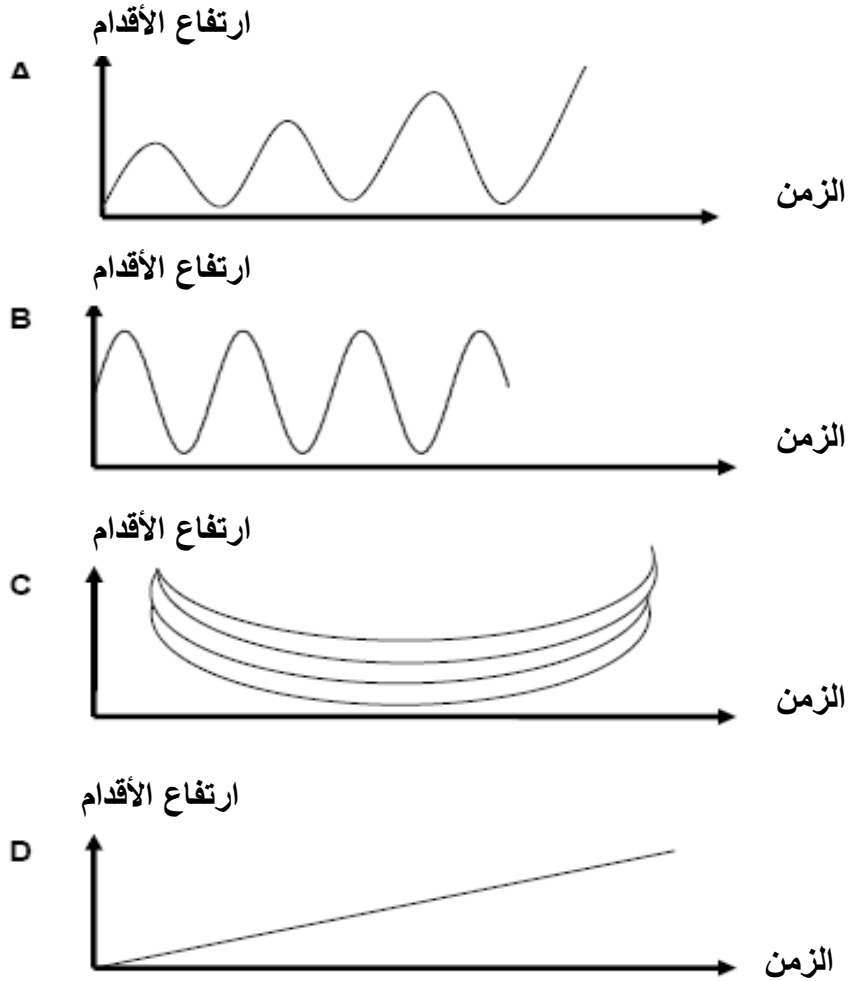 ارتفاع الأقدام
A
الزمن
ارتفاع الأقدام
B
الزمن
ارتفاع الأقدام
C
الزمن
ارتفاع الأقدام
D
الزمن